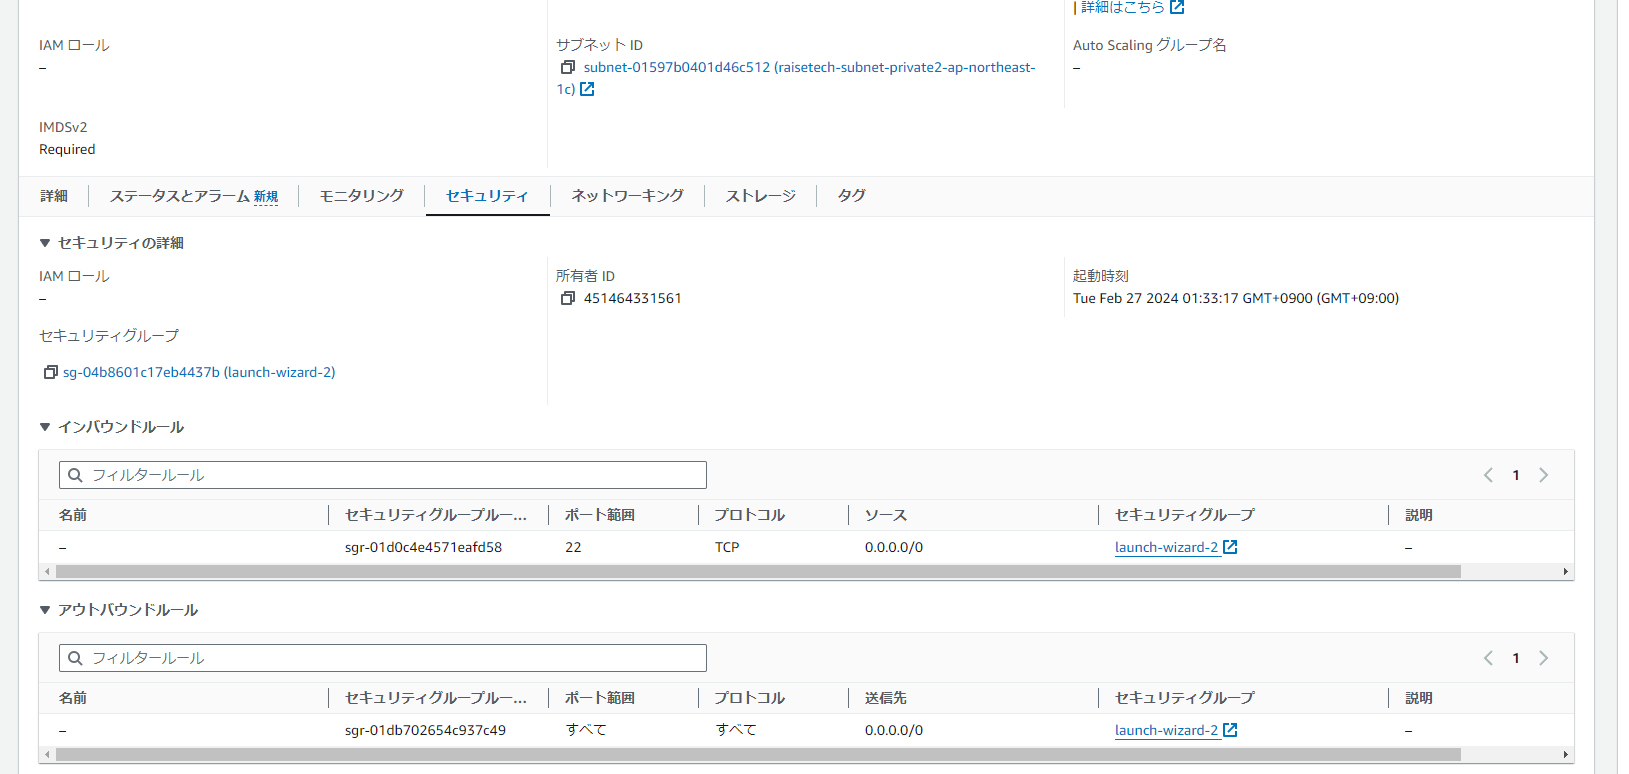 詳細はこちら
IAM ロール
–
サブネット ID
subnet-01597b0401d46c512 (raisetech-subnet-private2-ap-northeast-
1c)
Auto Scaling グループ名
–
IMDSv2
Required
詳細 ステータスとアラーム 新規 モニタリング セキュリティ ネットワーキング ストレージ タグ
セキュリティの詳細
IAM ロール
–
所有者 ID
451464331561
起動時刻
Tue Feb 27 2024 01:33:17 GMT+0900 (GMT+09:00)
セキュリティグループ
sg-04b8601c17eb4437b (launch-wizard-2)
インバウンドルール
フィルタールール 1
名前 セキュリティグループルー... ポート範囲 プロトコル ソース セキュリティグループ 説明
– sgr-01d0c4e4571eafd58 22 TCP 0.0.0.0/0 launch-wizard-2 –
アウトバウンドルール
フィルタールール 1
名前 セキュリティグループルー... ポート範囲 プロトコル 送信先 セキュリティグループ 説明
– sgr-01db702654c937c49 すべて すべて 0.0.0.0/0 launch-wizard-2 –